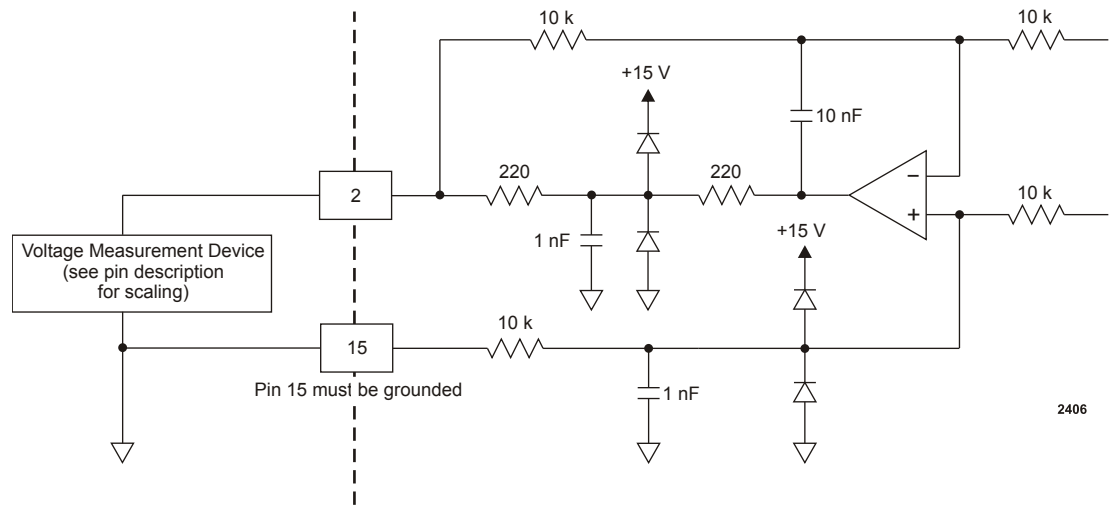 10 k
10 k
+15 V
10 nF
220
220
2
1 nF
10 k
+15 V
Voltage Measurement Device
(see pin description
for scaling)
10 k
15
Pin 15 must be grounded
1 nF
2406